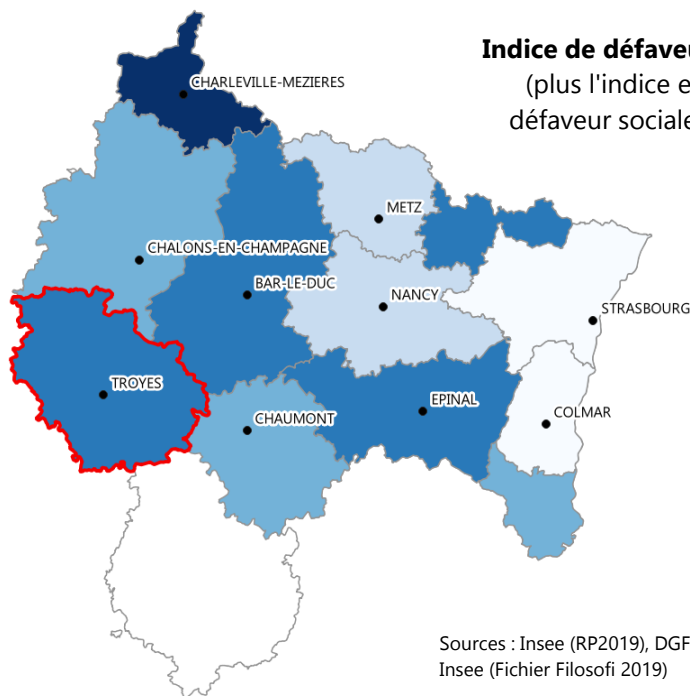 Indice de défaveur
(plus l'indice e
défaveur sociale
CHARLEVILLE-MEZIERES
METZ
CHALONS-EN-CHAMPAGNE
BAR-LE-DUC
NANCY
STRASBOURG
TROYES
EPINAL
CHAUMONT
COLMAR
Sources : Insee (RP2019), DGF
Insee (Fichier Filosofi 2019)